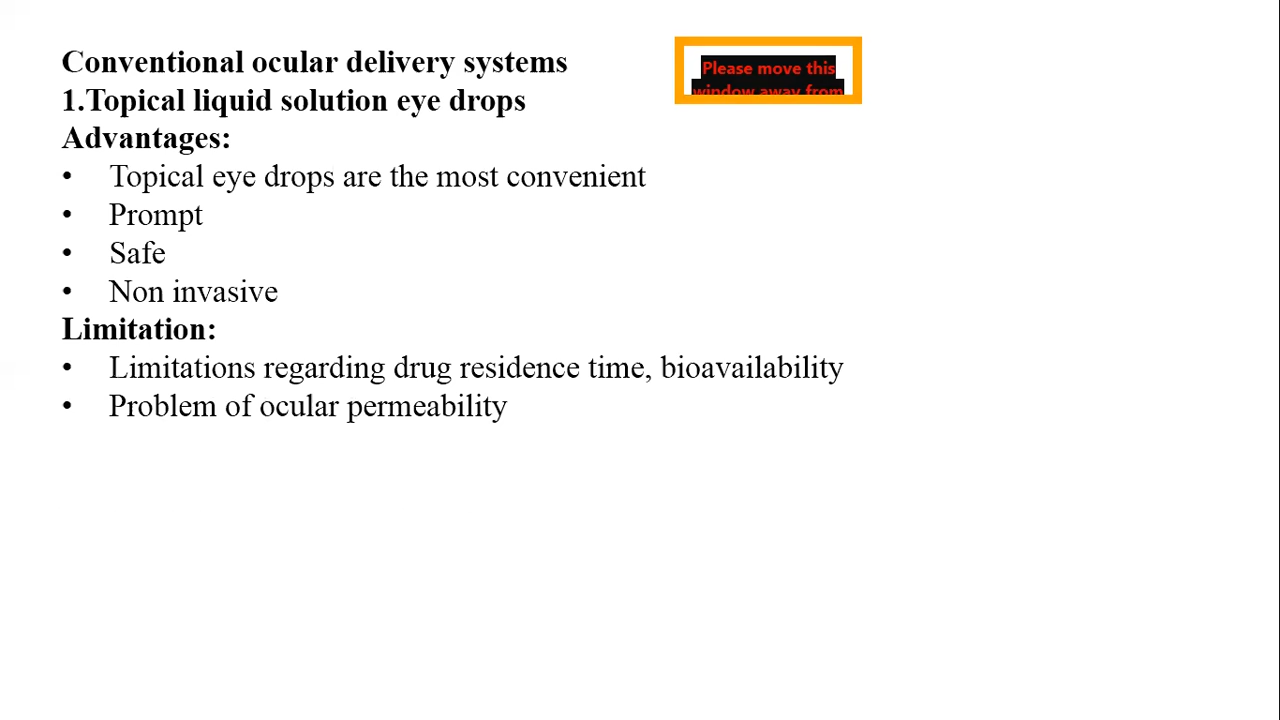 Conventional ocular delivery systems
1.Topical liquid solution eye drops
Advantages:
• Topical eye drops are the most convenient
• Prompt
• Safe
• Non invasive
Limitation:
• Limitations regarding drug residence time, bioavailability
• Problem of ocular permeability
Please move this
window away from